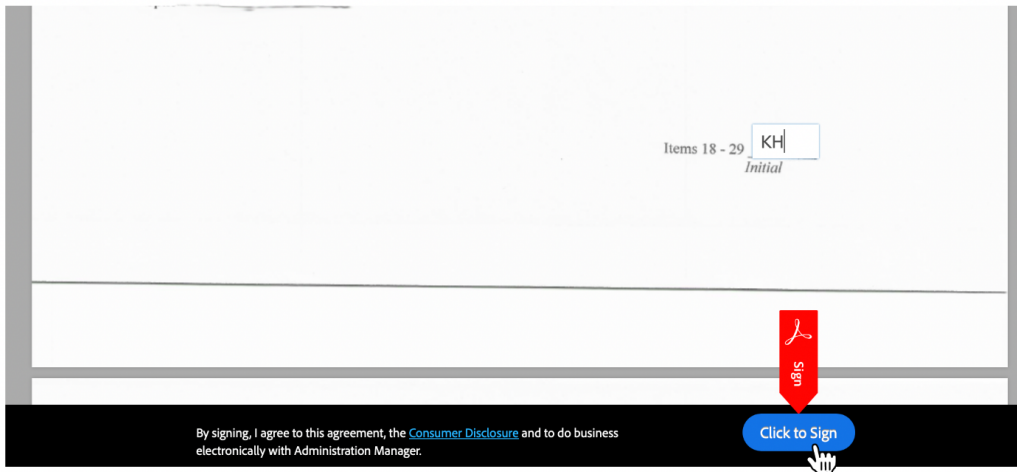 Items 18 - 29 KH
Initial
Sign
Click to Sign
By signing, I agree to this agreement, the Consumer Disclosure and to do business
electronically with Administration Manager.